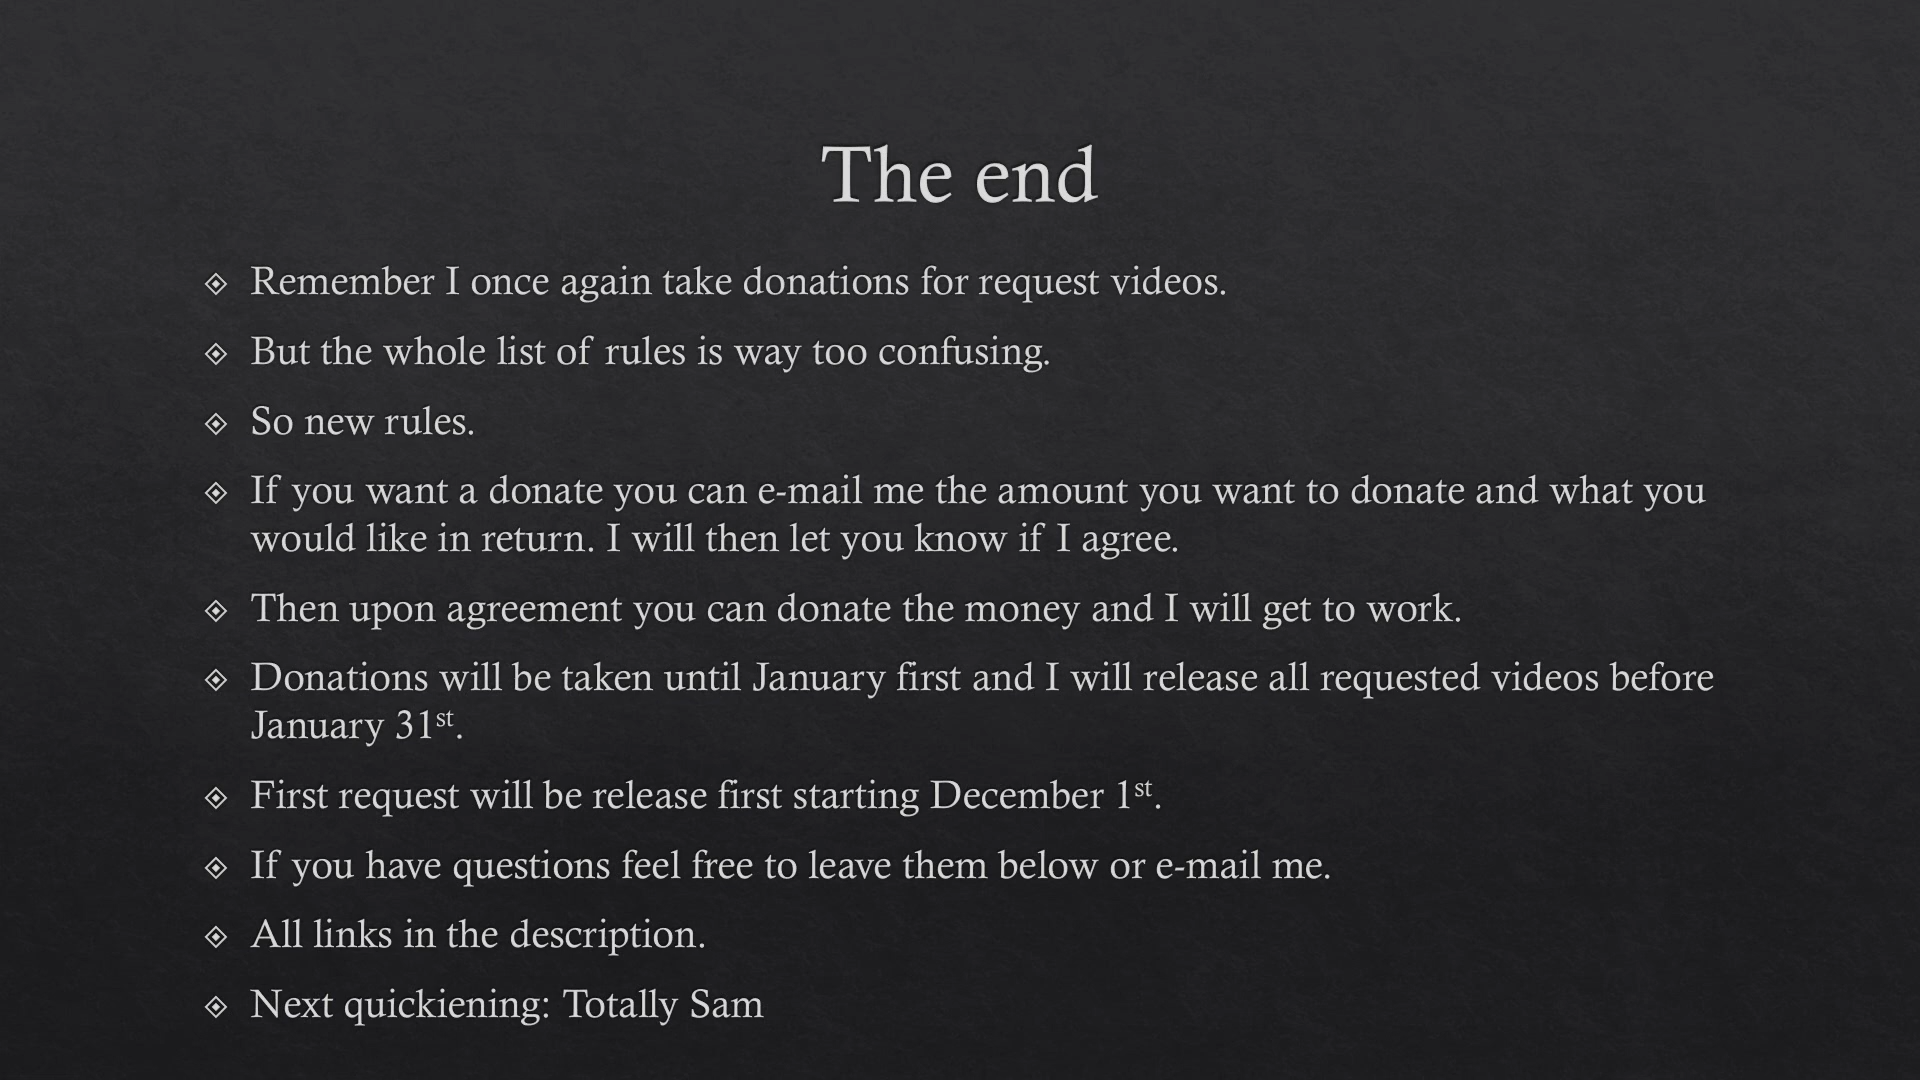 The end
Remember I once again take donations for request videos.
But the whole list of rules is way too confusing.
So new rules.
If you want a donate you can e-mail me the amount you want to donate and what you
would like in return. I will then let you know if I agree.
Then upon agreement you can donate the money and I will get to work.
Donations will be taken until January first and I will release all requested videos before
January 31st.
First request will be release first starting December 1st.
If you have questions feel free to leave them below or e-mail me.
All links in the description.
Next quickiening: Totally Sam